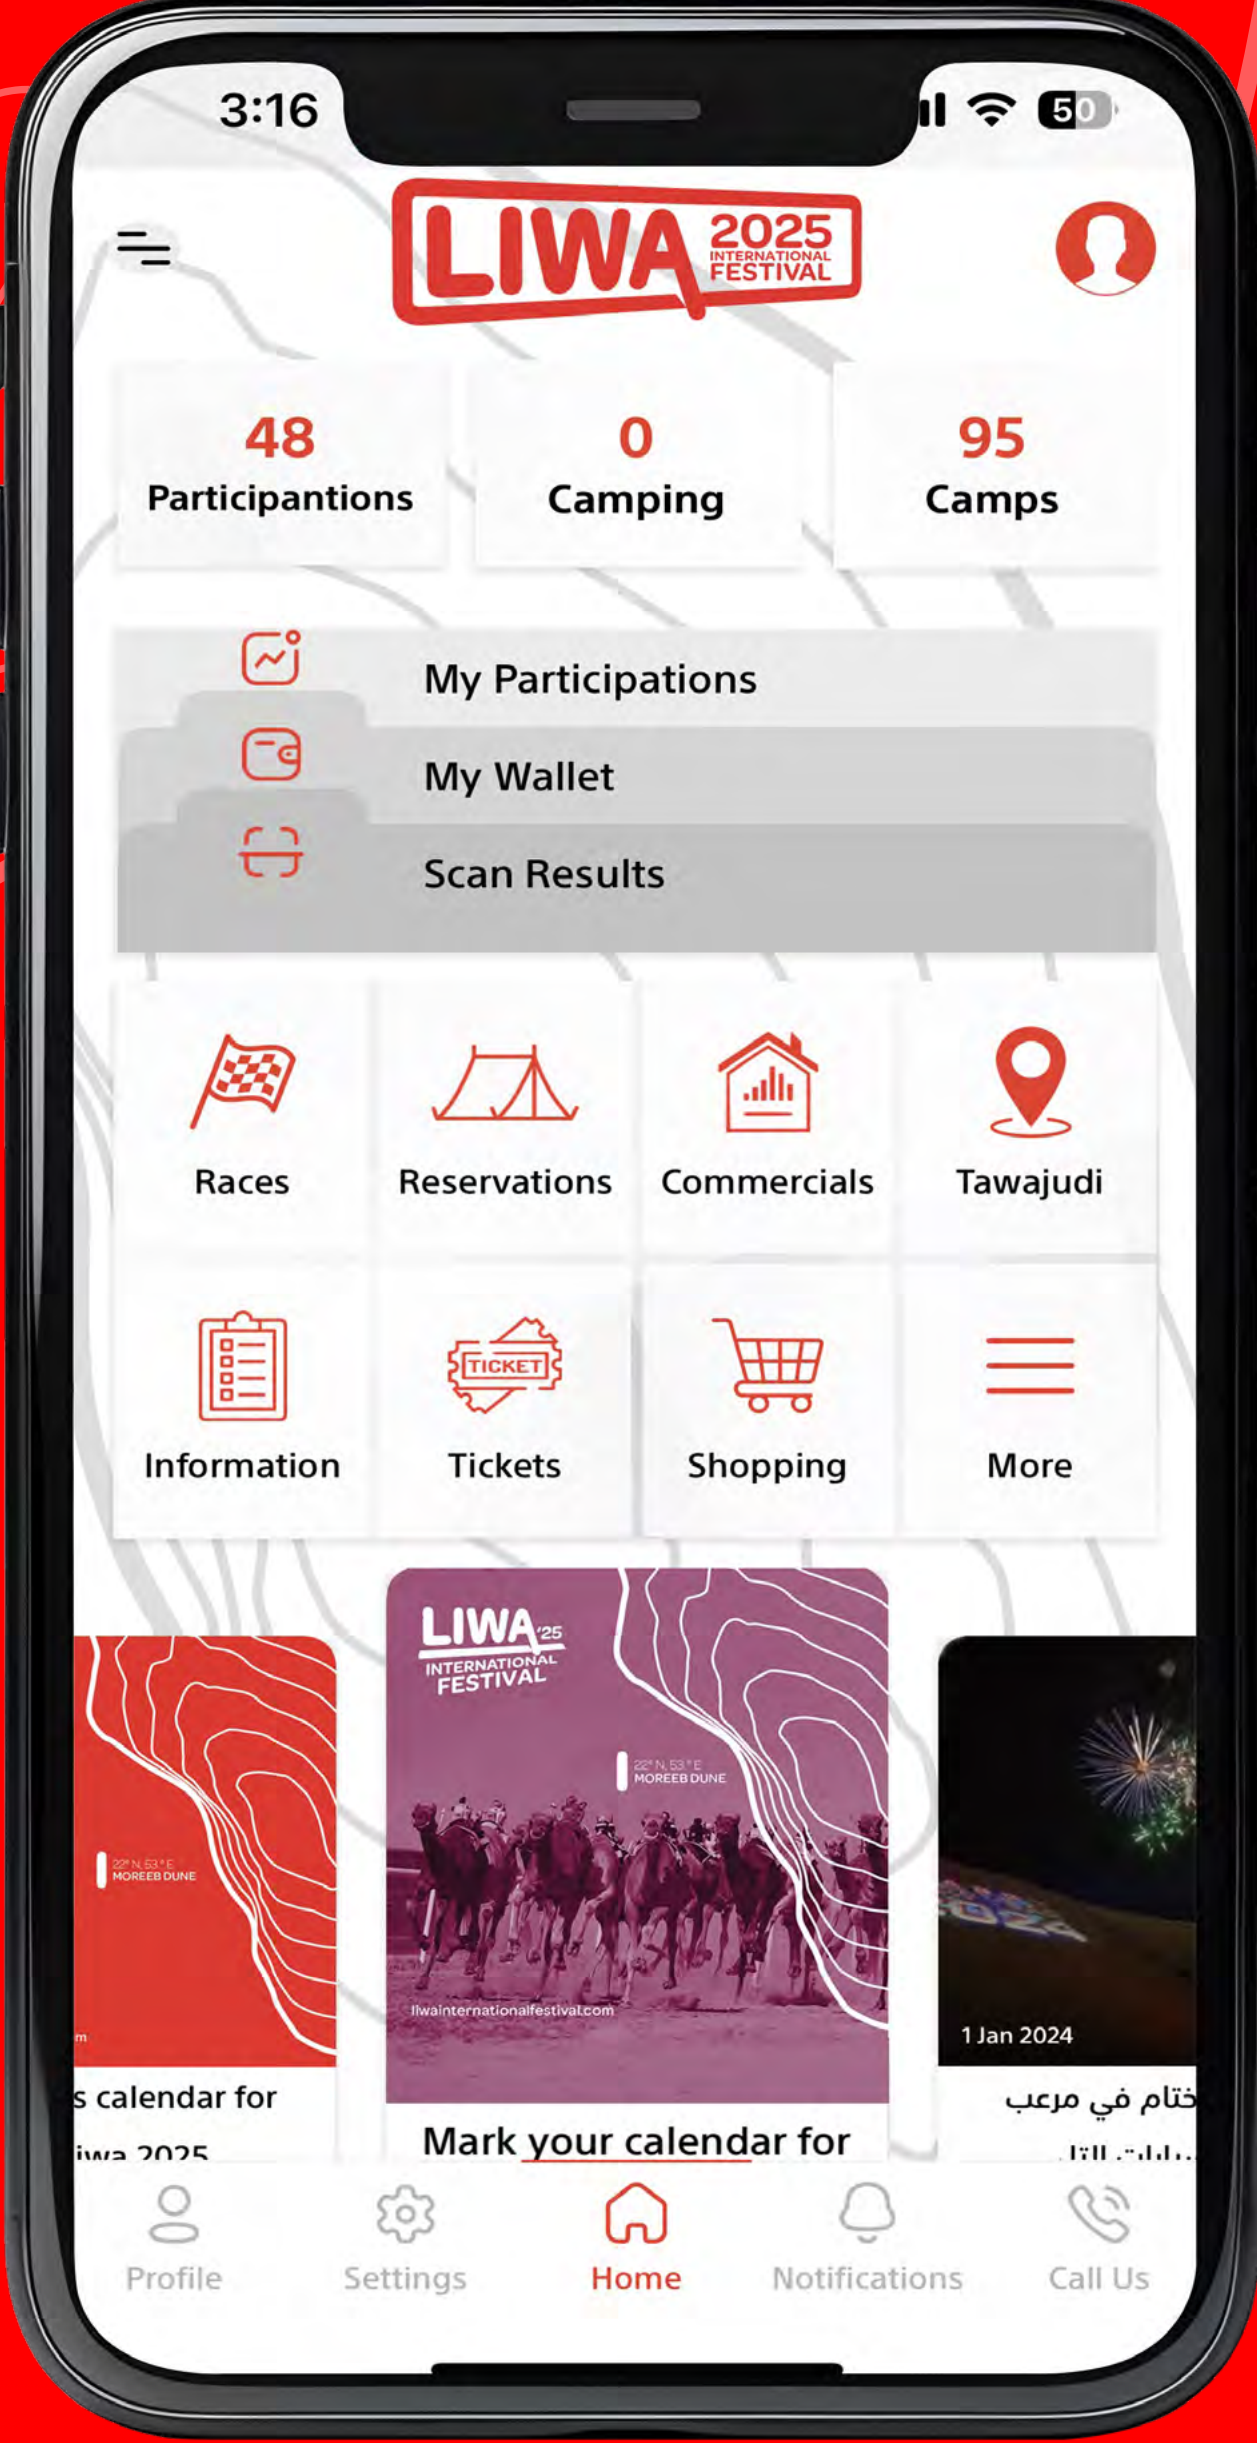 3:16
50
LIWA 2025
INTERNATIONAL
FESTIVAL
48
Participantions
0
Camping
95
Camps
My Participations
My Wallet
Scan Results
Races
Reservations
Commercials
Tawajudi
Information
TICKET
Tickets
Shopping
More
LIWA '25
INTERNATIONAL
FESTIVAL
22° N, 53° E
MOREEB DUNE
liwainternationalfestival.com
Mark your calendar for
22° N, 53° E
MOREEB DUNE
m
s calendar for
iwa 2025
1 Jan 2024
ختام في مرعب
Profile
Settings
Home
Notifications
Call Us